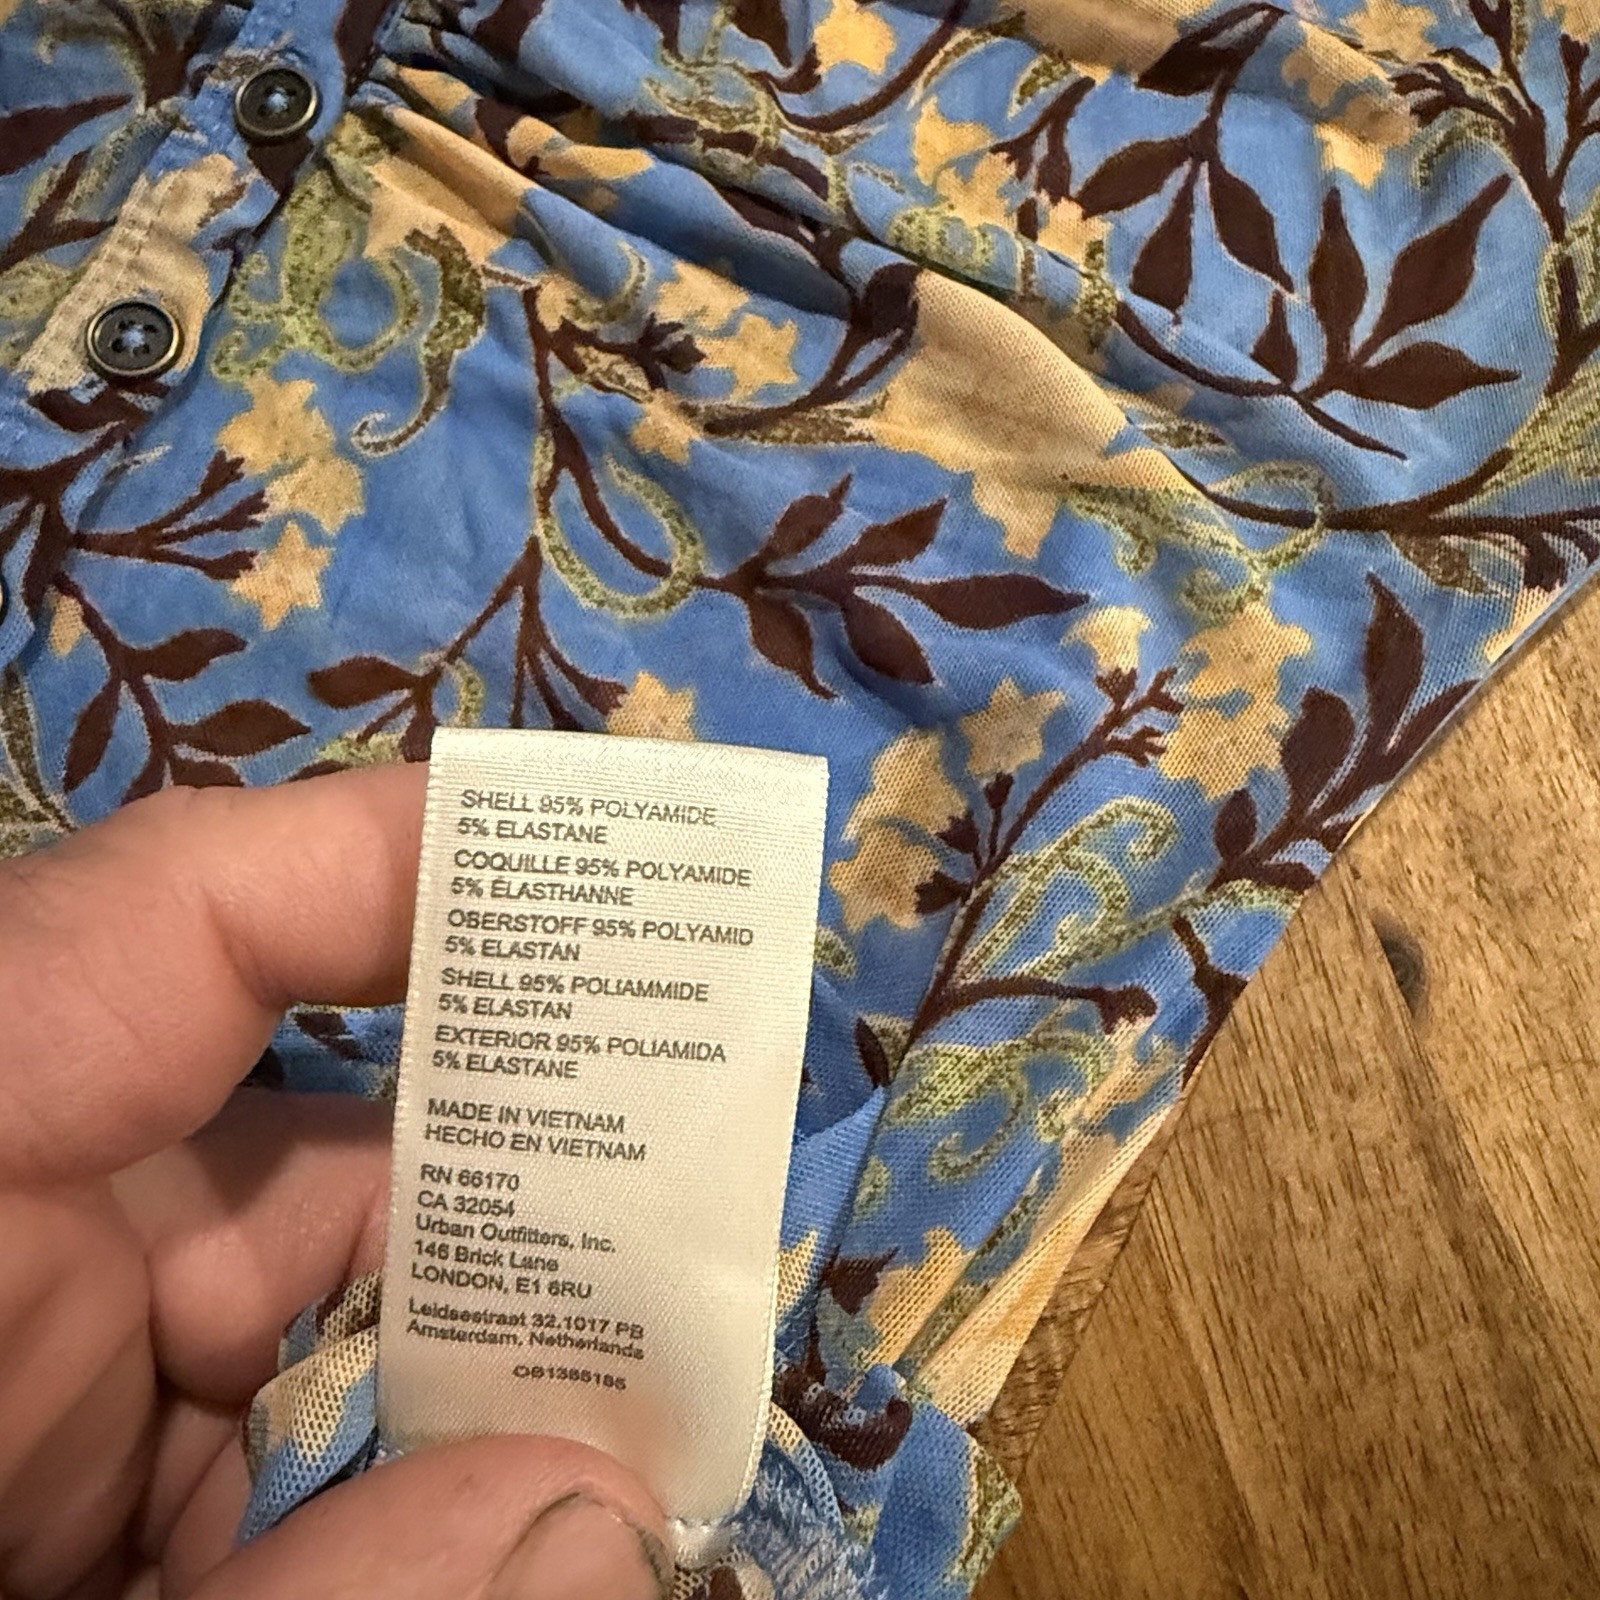 SHELL 95% POLYAMIDE
5% ELASTANE
COQUILLE 95% POLYAMIDE
5% ÉLASTHANNE
OBERSTOFF 95% POLYAMID
5% ELASTAN
SHELL 95% POLIAMMIDE
5% ELASTAN
EXTERIOR 95% POLIAMIDA
5% ELASTANE
MADE IN VIETNAM
HECHO EN VIETNAM
RN 66170
CA 32054
Urban Outfitters, Inc.
146 Brick Lane
LONDON, E1 6RU
Leidsestraat 32,1017 PB
Amsterdam, Netherlands
OB1385185